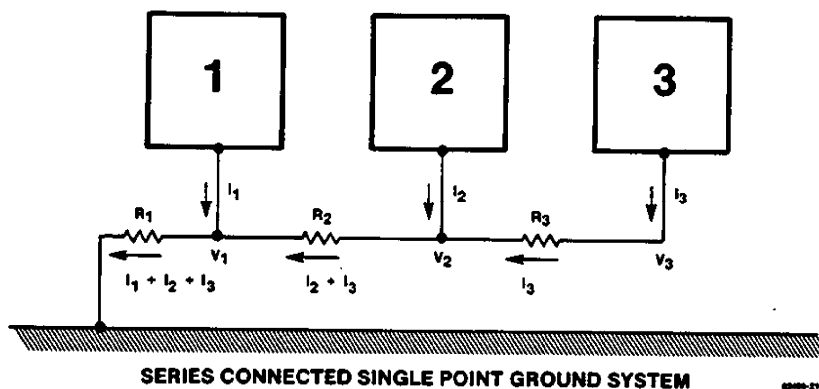 1
2
3
I1
I2
I3
R1
R2
R3
V1
V2
V3
I1 + I2 + I3
I2 + I3
I3
SERIES CONNECTED SINGLE POINT GROUND SYSTEM